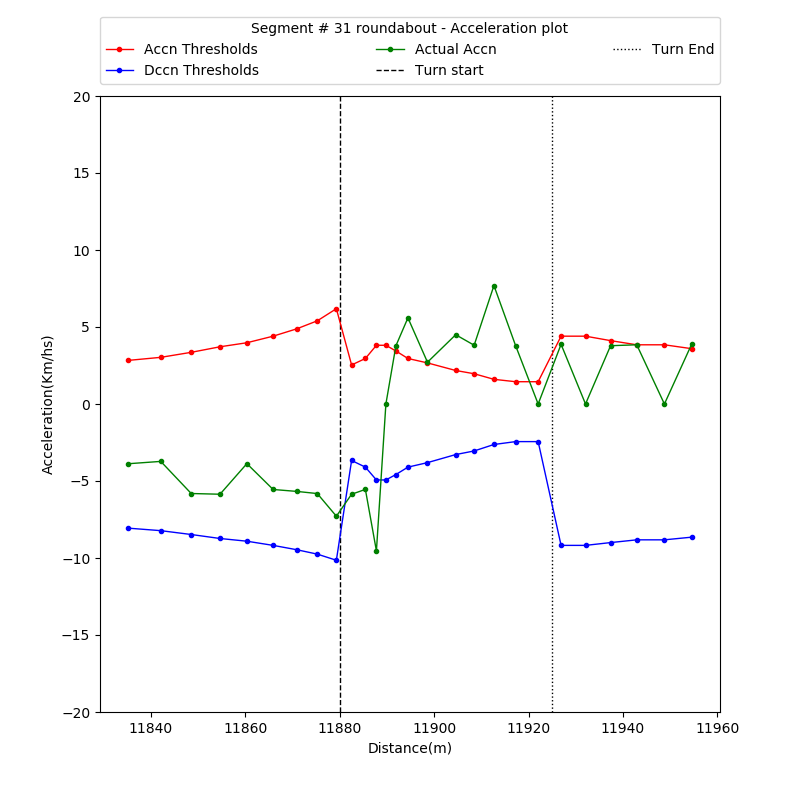 Segment # 31 roundabout - Acceleration plot
Accn Thresholds Actual Accn Turn End
Dccn Thresholds Turn start
20
15
10
5
0
−5
−10
−15
−20
Acceleration(Km/hs)
11840 11860 11880 11900 11920 11940 11960
Distance(m)